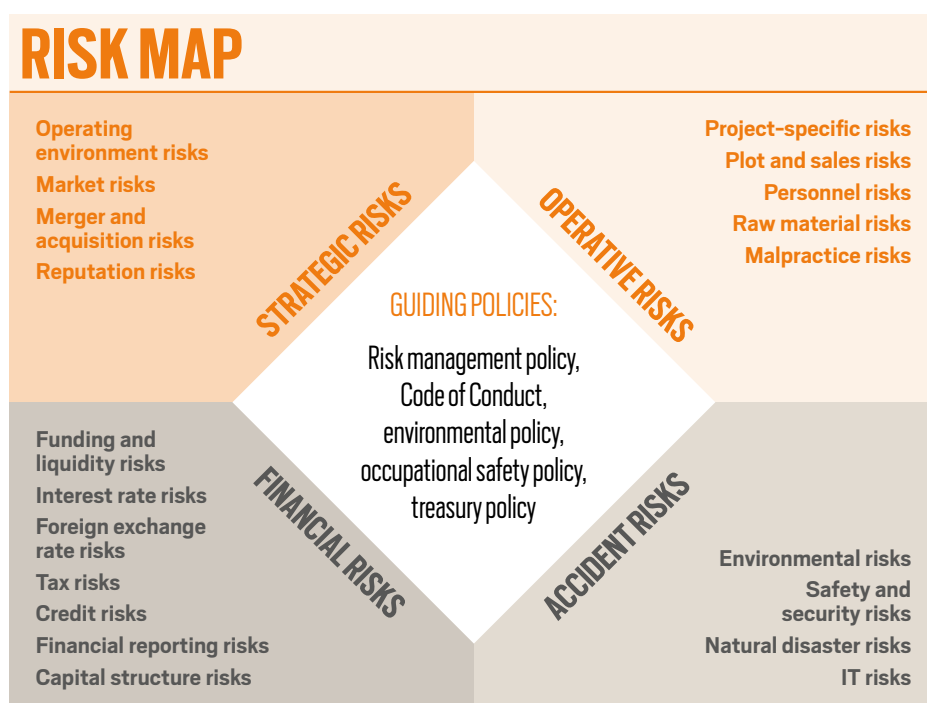 RISK MAP
Operating
environment risks
Market risks
Merger and
acquisition risks
Reputation risks
STRATEGIC RISKS
Project-specific risks
Plot and sales risks
Personnel risks
Raw material risks
Malpractice risks
OPERATIVE RISKS
GUIDING POLICIES:
Risk management policy,
Code of Conduct,
environmental policy,
occupational safety policy,
treasury policy
Funding and
liquidity risks
Interest rate risks
Foreign exchange
rate risks
Tax risks
Credit risks
Financial reporting risks
Capital structure risks
FINANCIAL RISKS
ACCIDENT RISKS
Environmental risks
Safety and
security risks
Natural disaster risks
IT risks